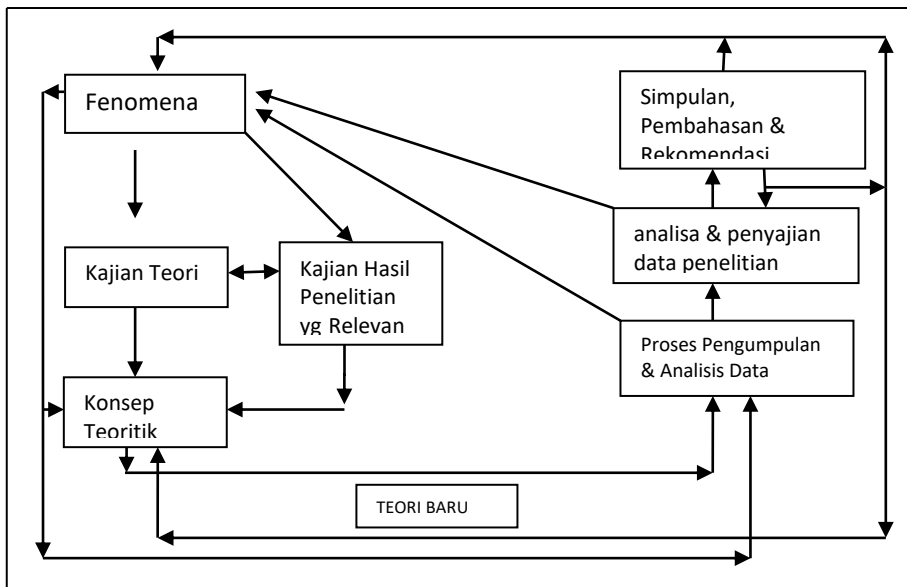 Fenomena
Simpulan,
Pembahasan &
Rekomendasi
analisa & penyajian
data penelitian
Kajian Teori
Kajian Hasil
Penelitian
yg Relevan
Proses Pengumpulan
& Analisis Data
Konsep
Teoritik
TEORI BARU